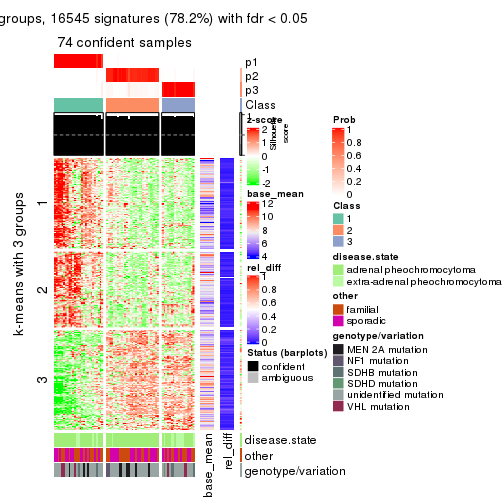 groups, 16545 signatures (78.2%) with fdr < 0.05
74 confident samples
p1
p2
p3
Class
1
Silhouette
score
k-means with 3 groups
1
2
3
disease.state
other
genotype/variation
base_mean
rel_diff
z-score
2
1
0
-1
-2
base_mean
12
10
8
6
4
rel_diff
1
0.8
0.6
0.4
0.2
0
Status (barplots)
confident
ambiguous
Prob
1
0.8
0.6
0.4
0.2
0
Class
1
2
3
disease.state
adrenal pheochromocytoma
extra-adrenal pheochromocytoma
other
familial
sporadic
genotype/variation
MEN 2A mutation
NF1 mutation
SDHB mutation
SDHD mutation
unidentified mutation
VHL mutation